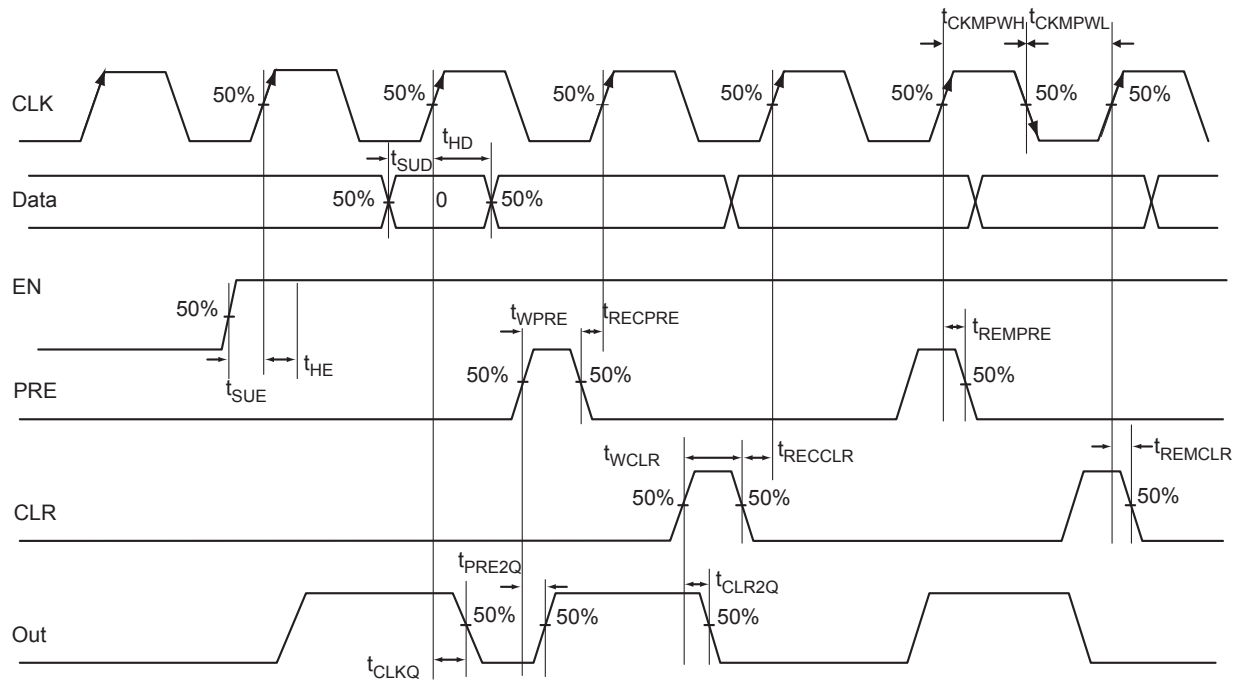 tCKMPWH tCKMPWL
CLK 50% 50% 50% 50% 50% 50% 50%
tSUD tHD
Data 50% 0 50%
EN
50%
tWPRE tRECPRE tREMPRE
tSUE tHE
PRE 50% 50% 50%
tWCLR tRECCLR tREMCLR
CLR 50% 50% 50%
tPRE2Q tCLR2Q
Out 50% 50% 50%
tCLKQ